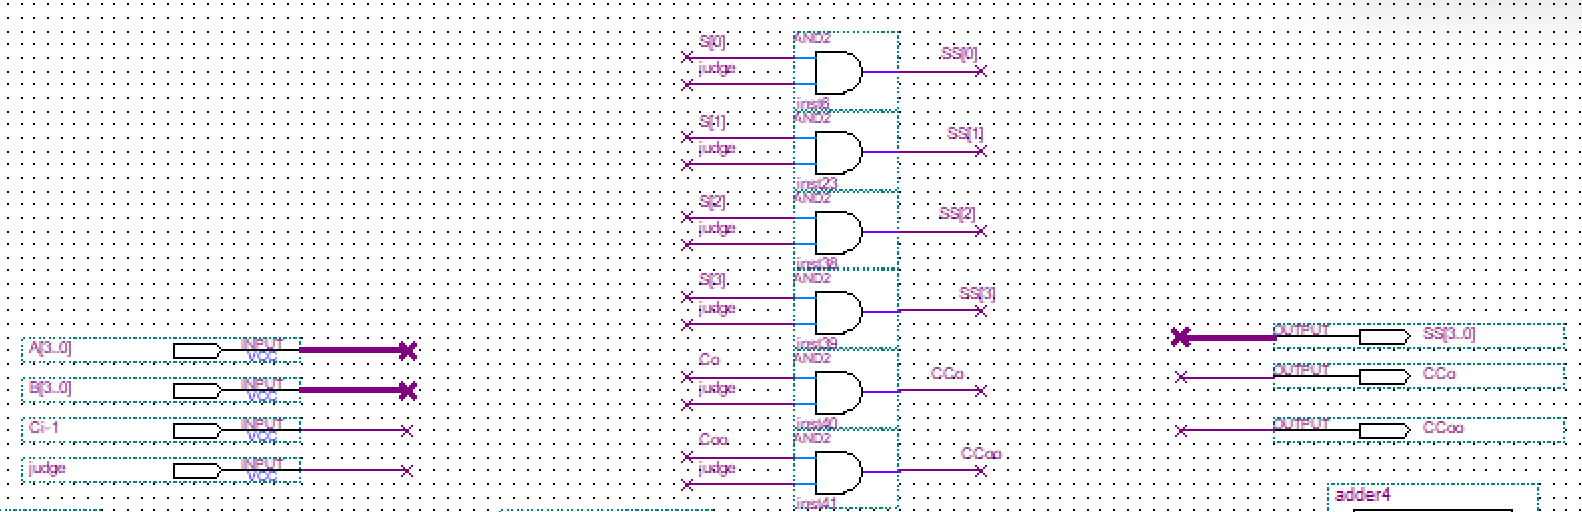 AND2
S[0]
judge
SS[0]
inst6
AND2
S[1]
judge
SS[1]
inst23
AND2
S[2]
judge
SS[2]
inst38
AND2
S[3]
judge
SS[3]
inst39
AND2
Co
judge
CCo
inst40
AND2
Coo
judge
CCoo
inst41
A[3..0] INPUT
VCC
B[3..0] INPUT
VCC
Ci-1 INPUT
VCC
judge INPUT
VCC
OUTPUT SS[3..0]
OUTPUT CCo
OUTPUT CCoo
adder4